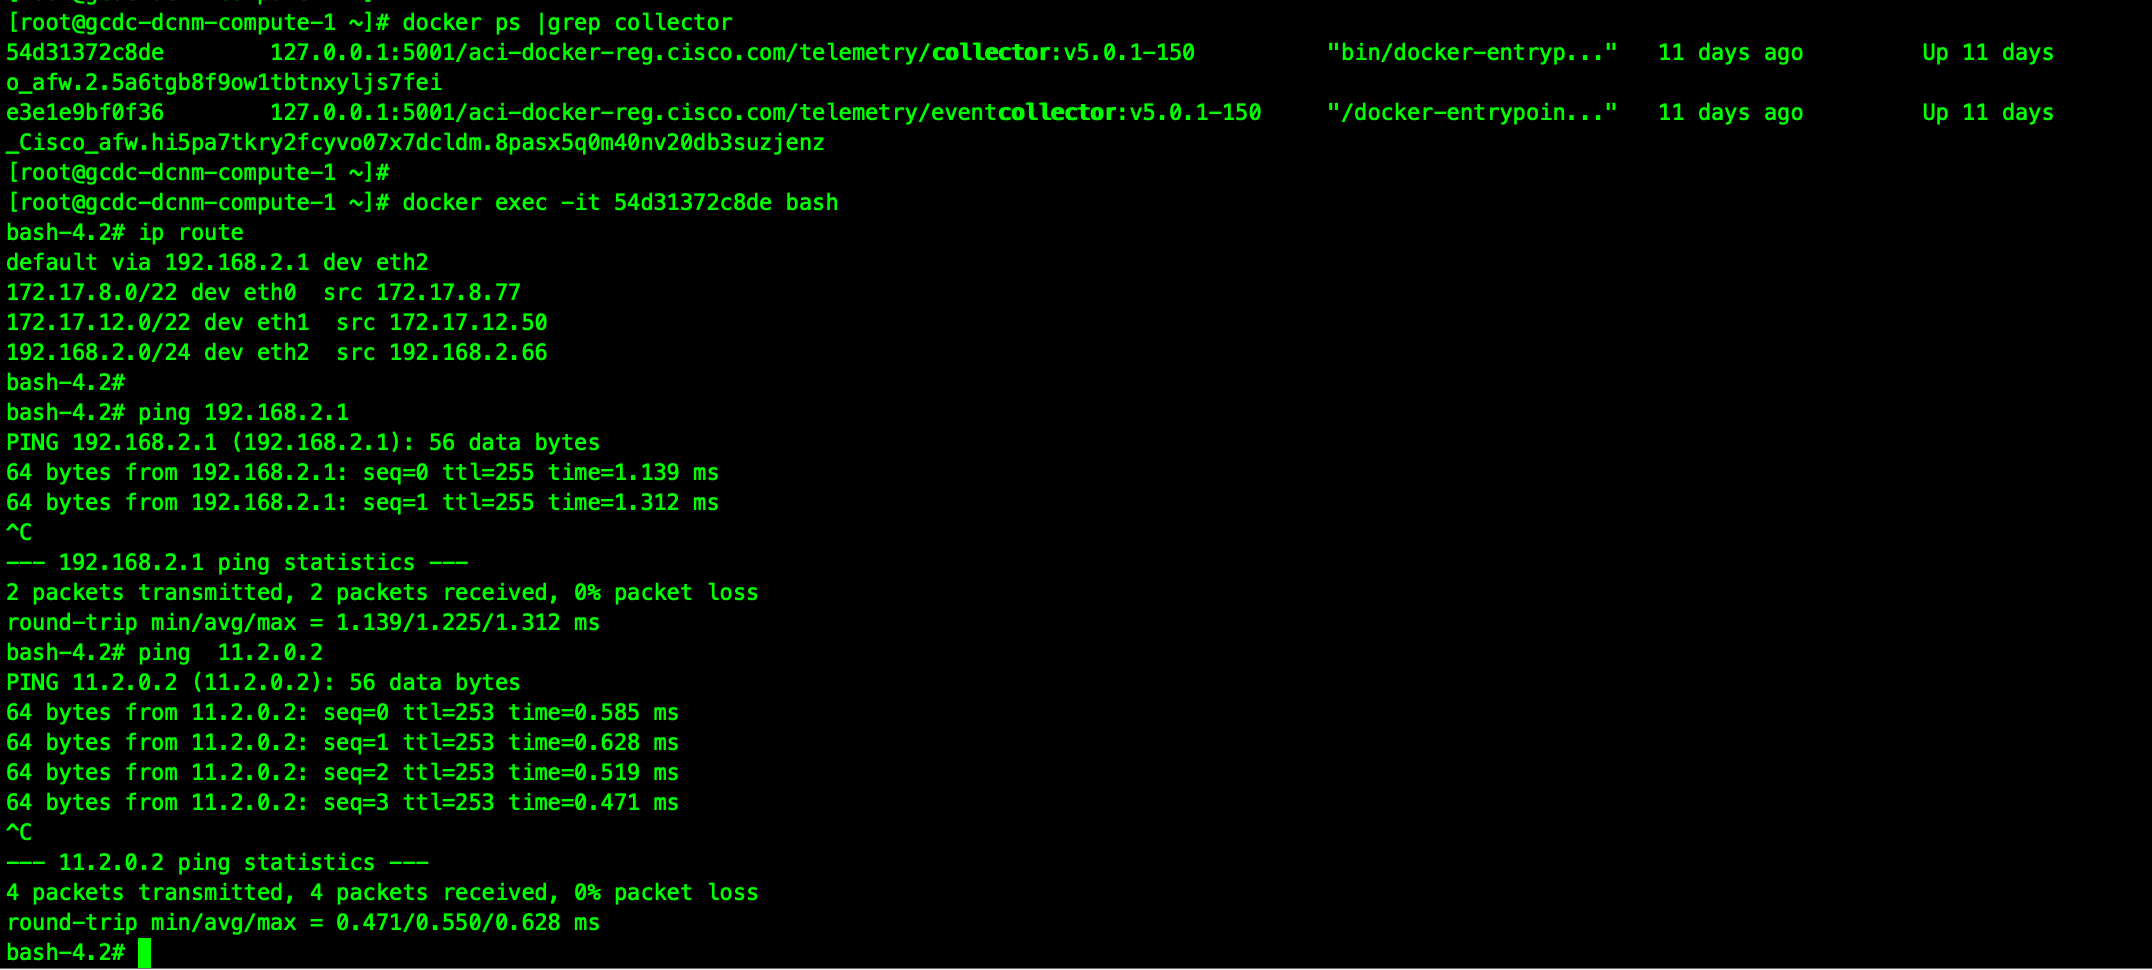 [root@gcdc-dcnm-compute-1 ~]# docker ps |grep collector
54d31372c8de        127.0.0.1:5001/aci-docker-reg.cisco.com/telemetry/collector:v5.0.1-150          "bin/docker-entryp..."   11 days ago         Up 11 days
o_afw.2.5a6tgb8f9ow1tbtnxyljs7fei
e3e1e9bf0f36        127.0.0.1:5001/aci-docker-reg.cisco.com/telemetry/eventcollector:v5.0.1-150     "/docker-entrypoin..."   11 days ago         Up 11 days
_Cisco_afw.hi5pa7tkry2fcyvo07x7dcldm.8pasx5q0m40nv20db3suzjenz
[root@gcdc-dcnm-compute-1 ~]#
[root@gcdc-dcnm-compute-1 ~]# docker exec -it 54d31372c8de bash
bash-4.2# ip route
default via 192.168.2.1 dev eth2
172.17.8.0/22 dev eth0  src 172.17.8.77
172.17.12.0/22 dev eth1  src 172.17.12.50
192.168.2.0/24 dev eth2  src 192.168.2.66
bash-4.2#
bash-4.2# ping 192.168.2.1
PING 192.168.2.1 (192.168.2.1): 56 data bytes
64 bytes from 192.168.2.1: seq=0 ttl=255 time=1.139 ms
64 bytes from 192.168.2.1: seq=1 ttl=255 time=1.312 ms
^C
--- 192.168.2.1 ping statistics ---
2 packets transmitted, 2 packets received, 0% packet loss
round-trip min/avg/max = 1.139/1.225/1.312 ms
bash-4.2# ping  11.2.0.2
PING 11.2.0.2 (11.2.0.2): 56 data bytes
64 bytes from 11.2.0.2: seq=0 ttl=253 time=0.585 ms
64 bytes from 11.2.0.2: seq=1 ttl=253 time=0.628 ms
64 bytes from 11.2.0.2: seq=2 ttl=253 time=0.519 ms
64 bytes from 11.2.0.2: seq=3 ttl=253 time=0.471 ms
^C
--- 11.2.0.2 ping statistics ---
4 packets transmitted, 4 packets received, 0% packet loss
round-trip min/avg/max = 0.471/0.550/0.628 ms
bash-4.2#